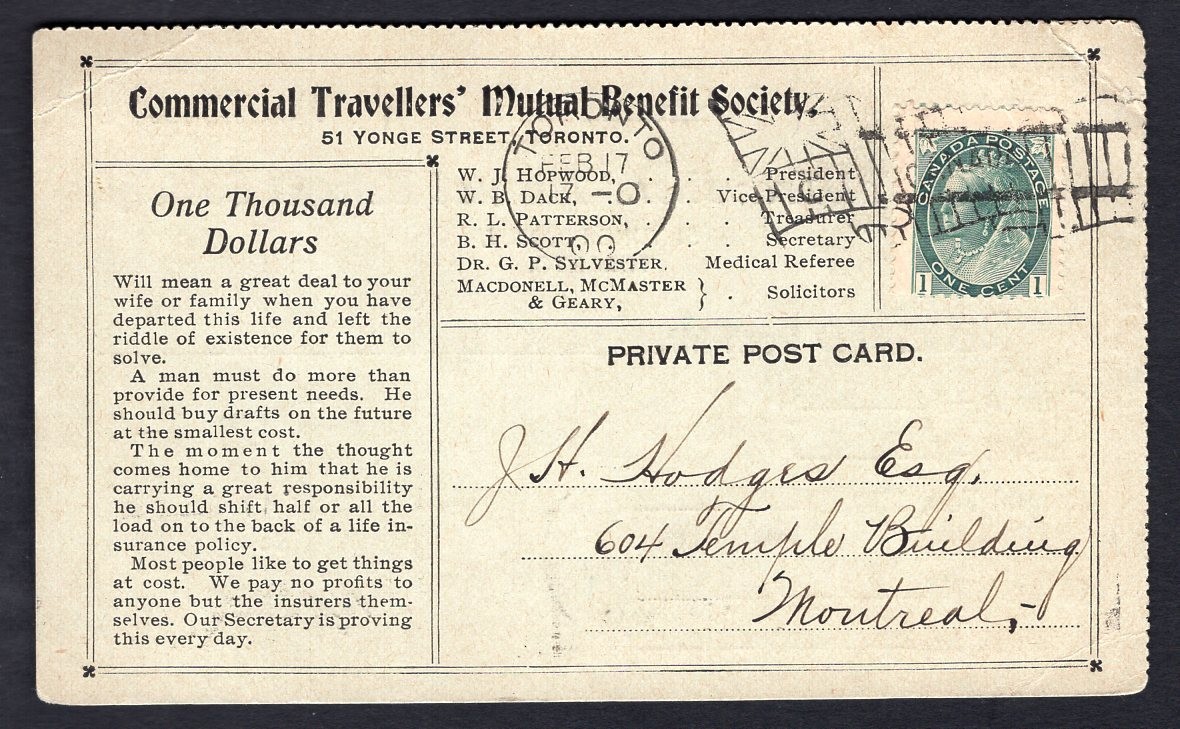 Commercial Travellers' Mutual Benefit Society.
51 YONGE STREET, TORONTO.
One Thousand
Dollars
Will mean a great deal to your
wife or family when you have
departed this life and left the
riddle of existence for them to
solve.
A man must do more than
provide for present needs. He
should buy drafts on the future
at the smallest cost.
The moment the thought
comes home to him that he is
carrying a great responsibility
he should shift half or all the
load on to the back of a life in-
surance policy.
Most people like to get things
at cost. We pay no profits to
anyone but the insurers them-
selves. Our Secretary is proving
this every day.
W. J. HOPWOOD, . . . President
W. B. DACK, . . . Vice-President
R. L. PATTERSON, . . . Treasurer
B. H. SCOTT, . . . Secretary
DR. G. P. SYLVESTER, Medical Referee
MACDONELL, MCMASTER
& GEARY, } . Solicitors
TORONTO
FEB 17
17 - 0
00
CANADA POSTAGE
ONE CENT
1 1
PRIVATE POST CARD.
J. H. Hodges Esq.
604 Temple Building
Montreal,-